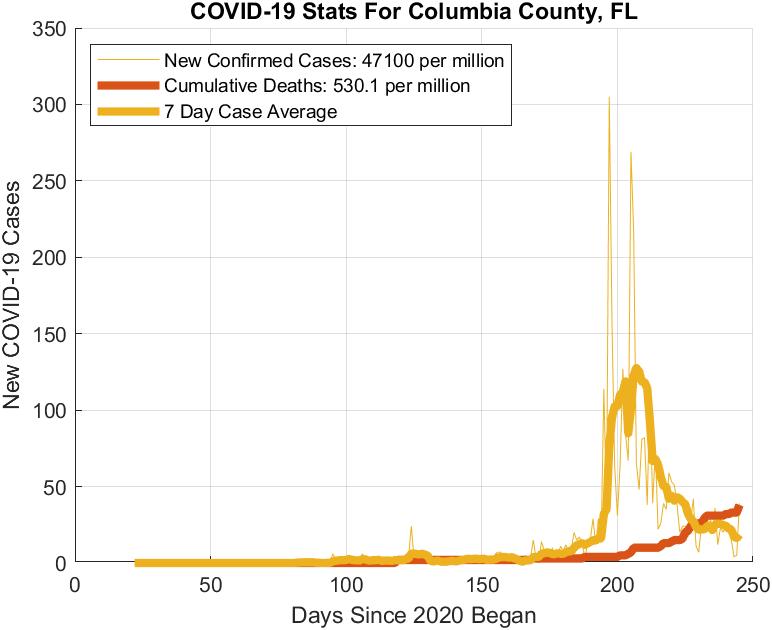 COVID-19 Stats For Columbia County, FL
350
300
250
200
150
100
50
0
New COVID-19 Cases
New Confirmed Cases: 47100 per million
Cumulative Deaths: 530.1 per million
7 Day Case Average
0 50 100 150 200 250
Days Since 2020 Began